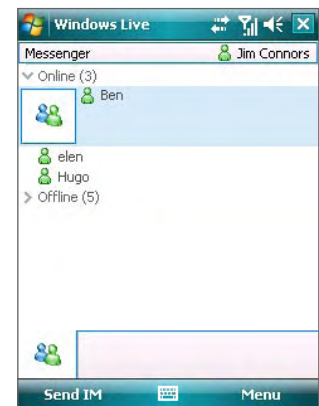 Windows Live
Messenger Jim Connors
Online (3)
Ben
elen
Hugo
Offline (5)
Send IM Menu